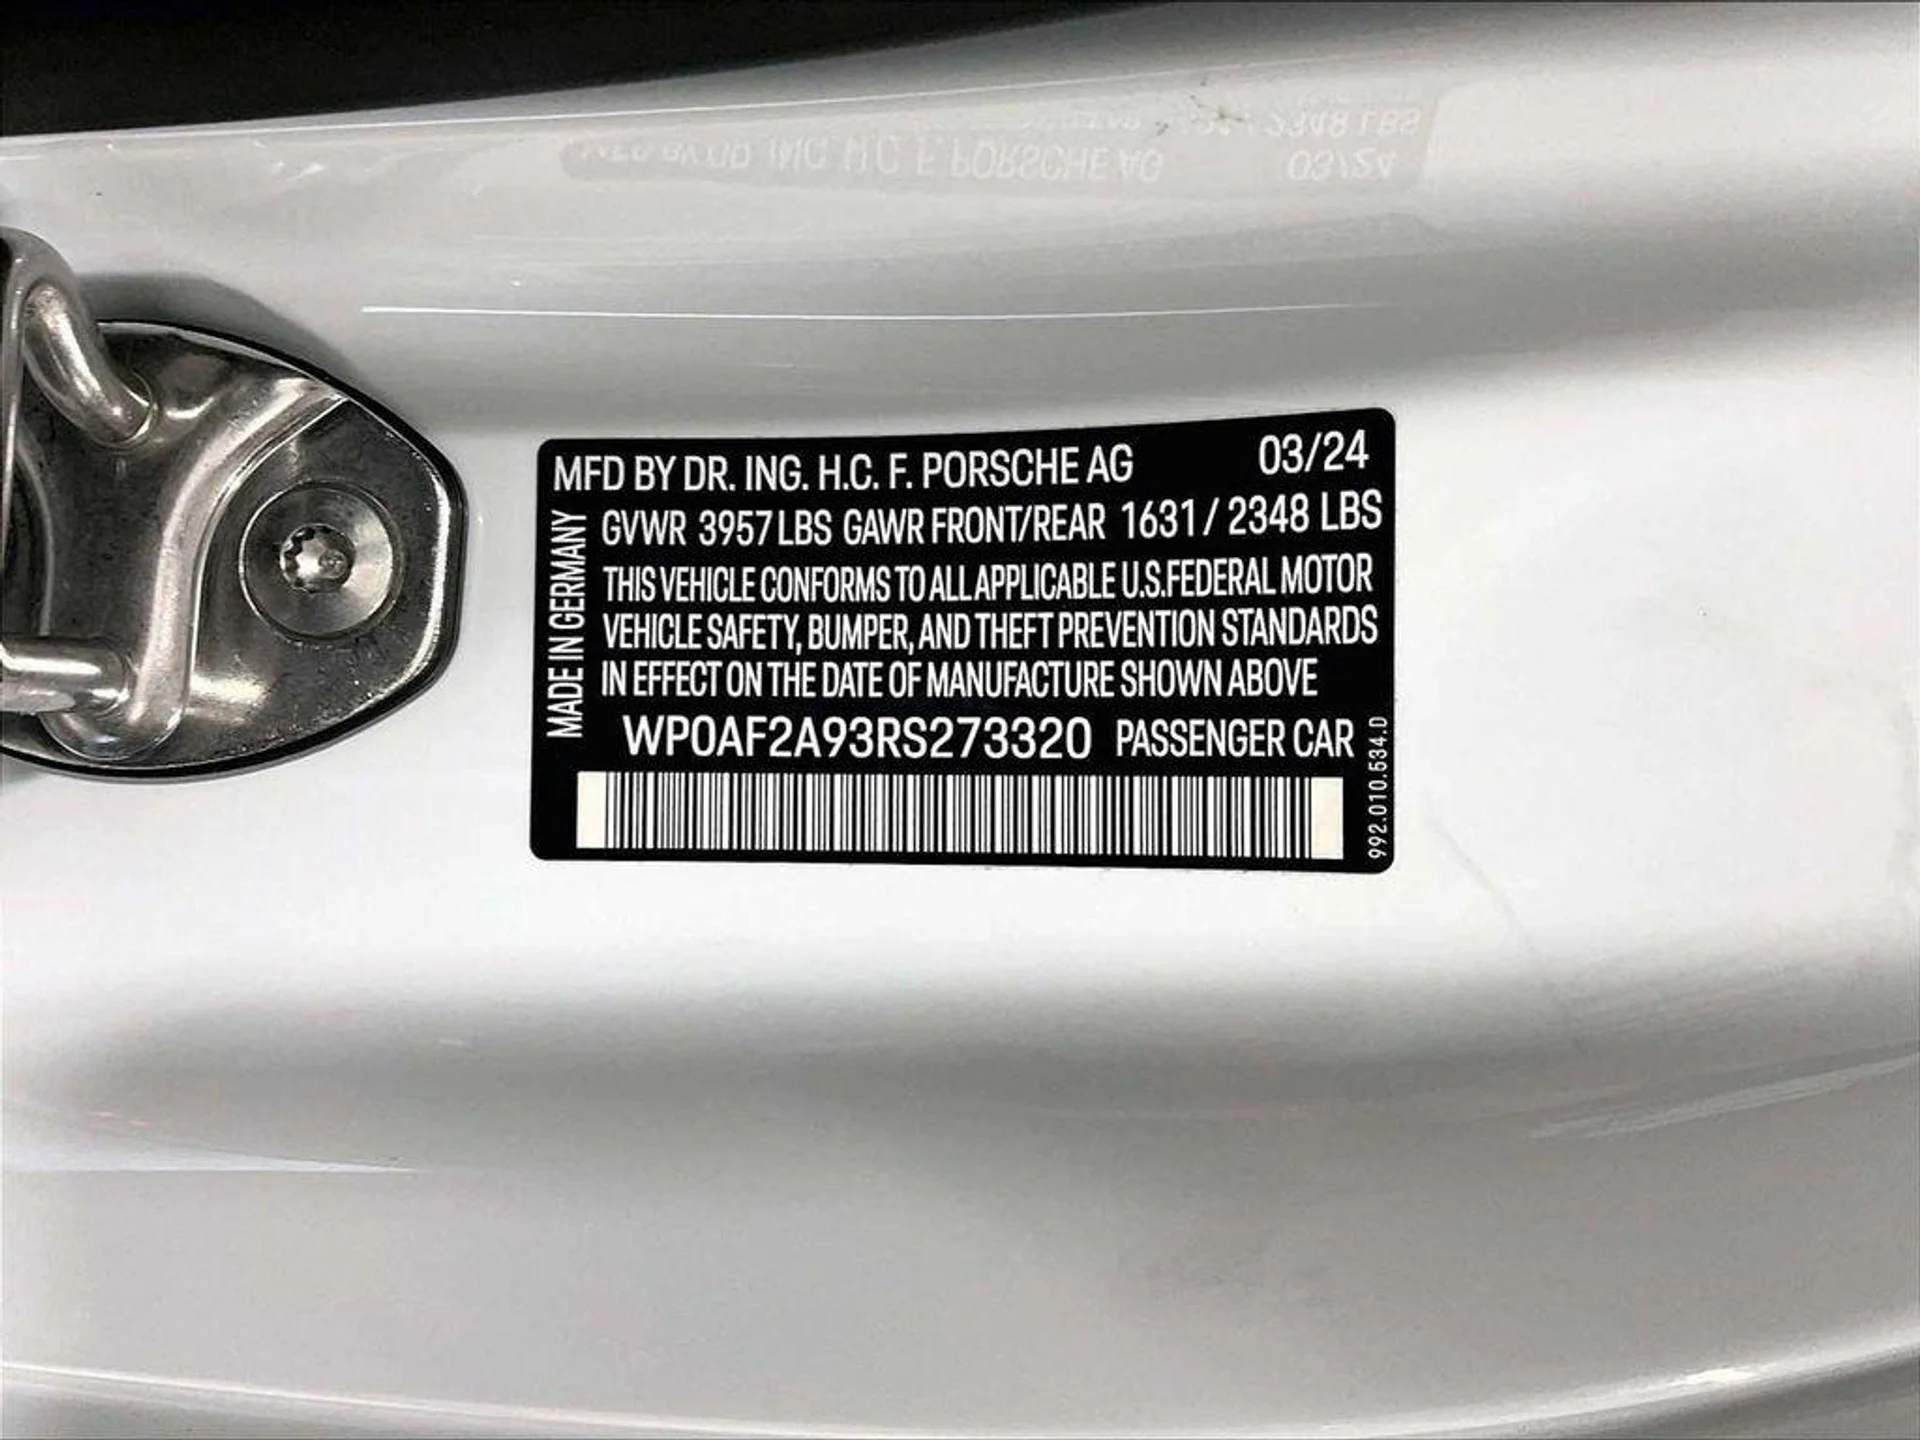 MFD BY DR. ING. H.C. F. PORSCHE AG 03/24
GVWR 3957 LBS GAWR FRONT/REAR 1631 / 2348 LBS
THIS VEHICLE CONFORMS TO ALL APPLICABLE U.S.FEDERAL MOTOR
VEHICLE SAFETY, BUMPER, AND THEFT PREVENTION STANDARDS
IN EFFECT ON THE DATE OF MANUFACTURE SHOWN ABOVE
WP0AF2A93RS273320 PASSENGER CAR
MADE IN GERMANY
992.010.534.D